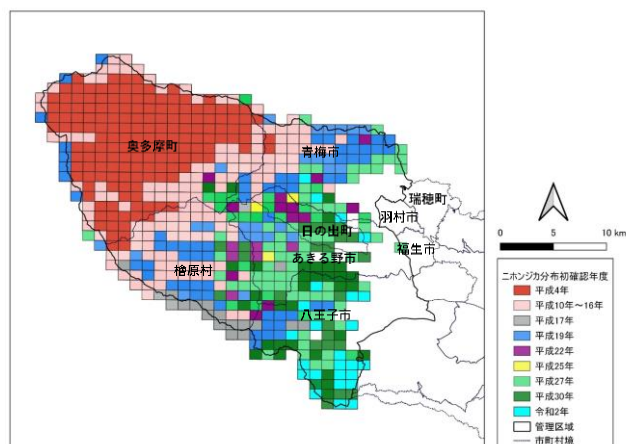 奥多摩町
青梅市
瑞穂町
羽村市
日の出町
福生市
あきる野市
檜原村
八王子市
0 5 10 km
ニホンジカ分布初確認年度
平成4年
平成10年〜16年
平成17年
平成19年
平成22年
平成25年
平成27年
平成30年
令和2年
管理区域
市町村境